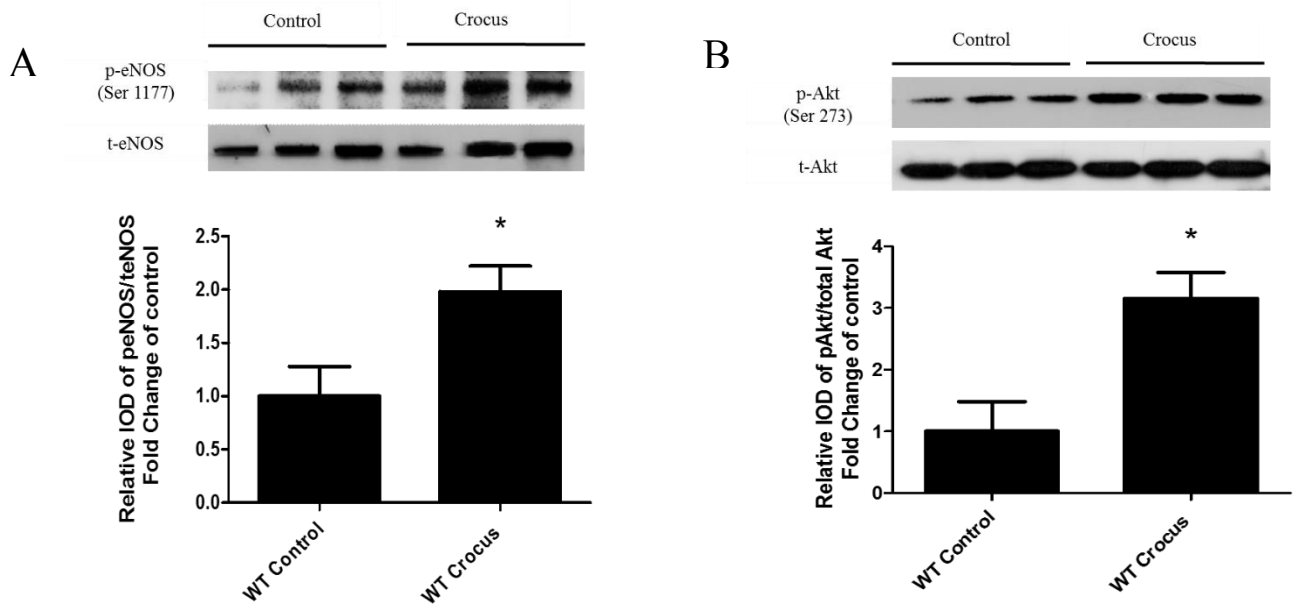 A
Control
Crocus
p-eNOS
(Ser 1177)
t-eNOS
*
Relative IOD of peNOS/teNOS
Fold Change of control
2.5
2.0
1.5
1.0
0.5
0.0
WT Control
WT Crocus
B
Control
Crocus
p-Akt
(Ser 273)
t-Akt
*
Relative IOD of pAkt/total Akt
Fold Change of control
4
3
2
1
0
WT Control
WT Crocus